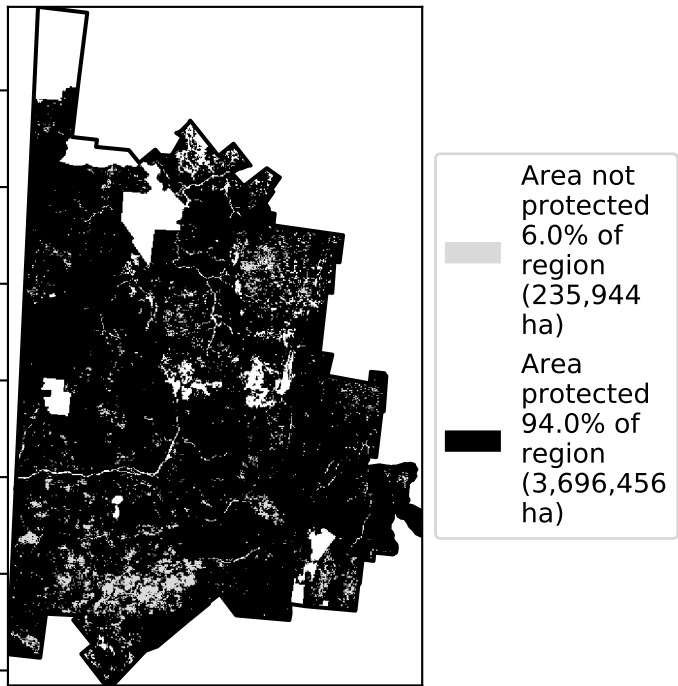 Area not
protected
6.0% of
region
(235,944
ha)
Area
protected
94.0% of
region
(3,696,456
ha)